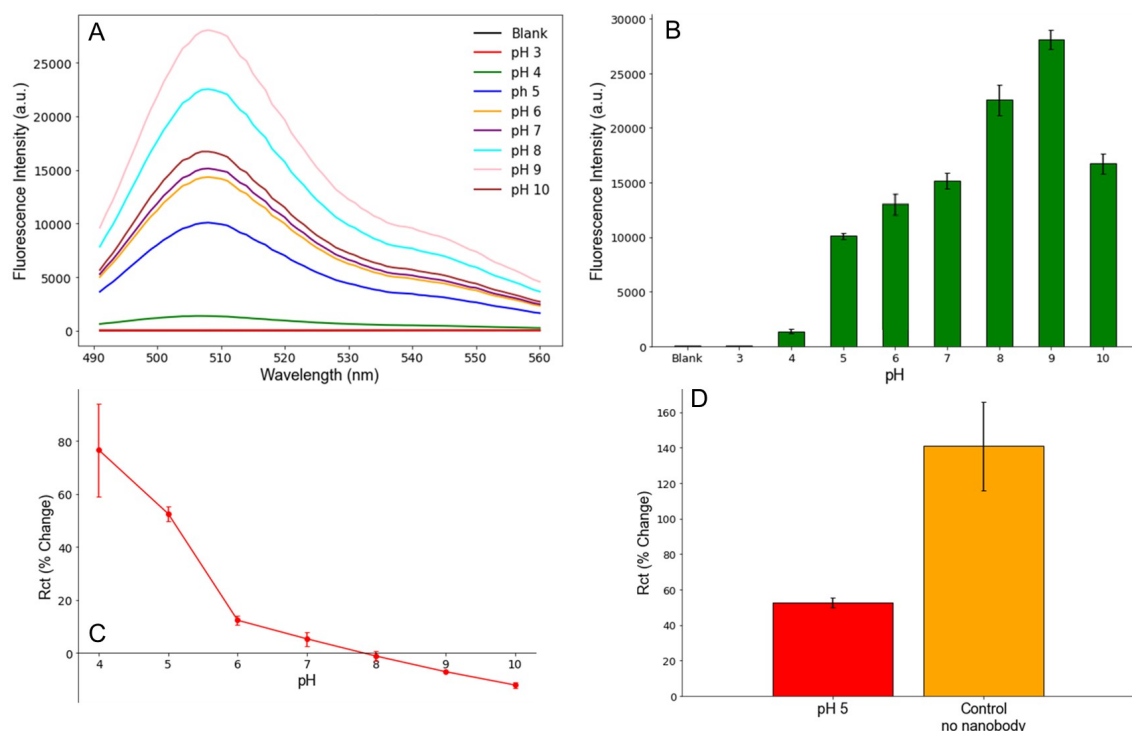 A
Blank
pH 3
pH 4
ph 5
pH 6
pH 7
pH 8
pH 9
pH 10
Fluorescence Intensity (a.u.)
25000
20000
15000
10000
5000
0
490 500 510 520 530 540 550 560
Wavelength (nm)
B
Fluorescence Intensity (a.u.)
30000
25000
20000
15000
10000
5000
0
Blank 3 4 5 6 7 8 9 10
pH
C
Rct (% Change)
80
60
40
20
0
4 5 6 7 8 9 10
pH
D
Rct (% Change)
160
140
120
100
80
60
40
20
0
pH 5 Control
no nanobody